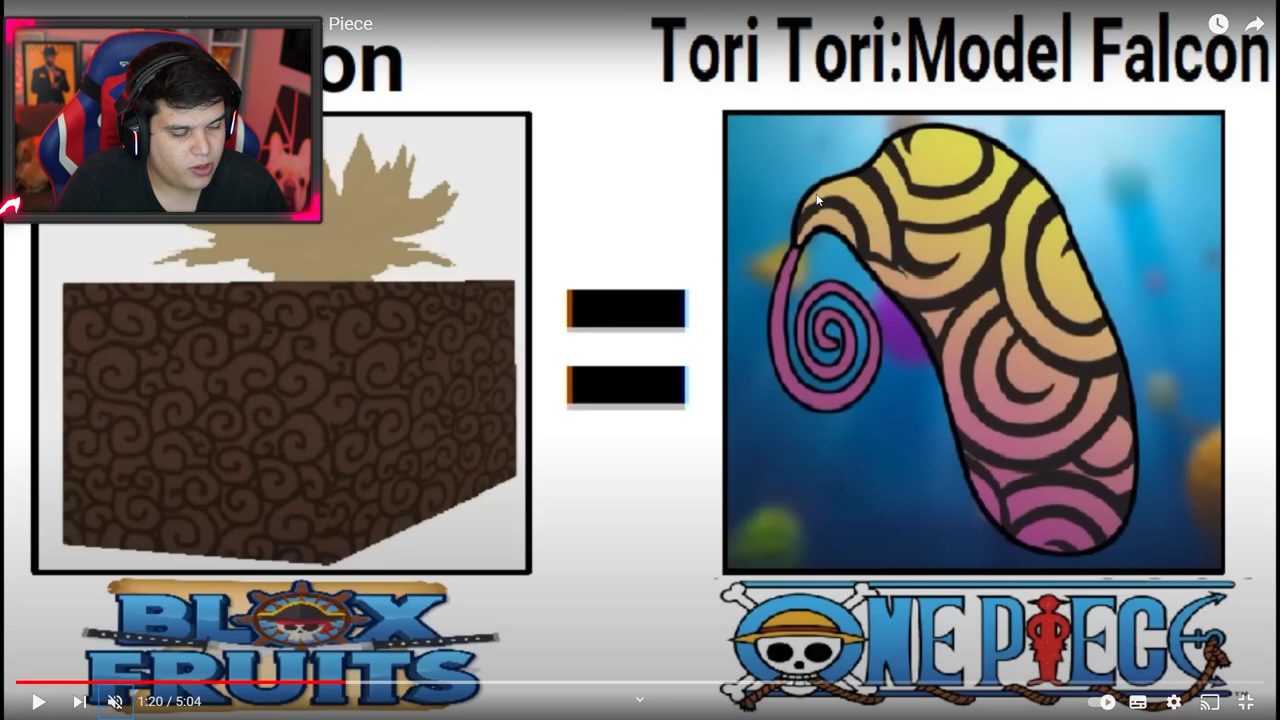 Piece
on
Tori Tori:Model Falcon
BLOX
FRUITS
ONE PIECE
1:20 / 5:04